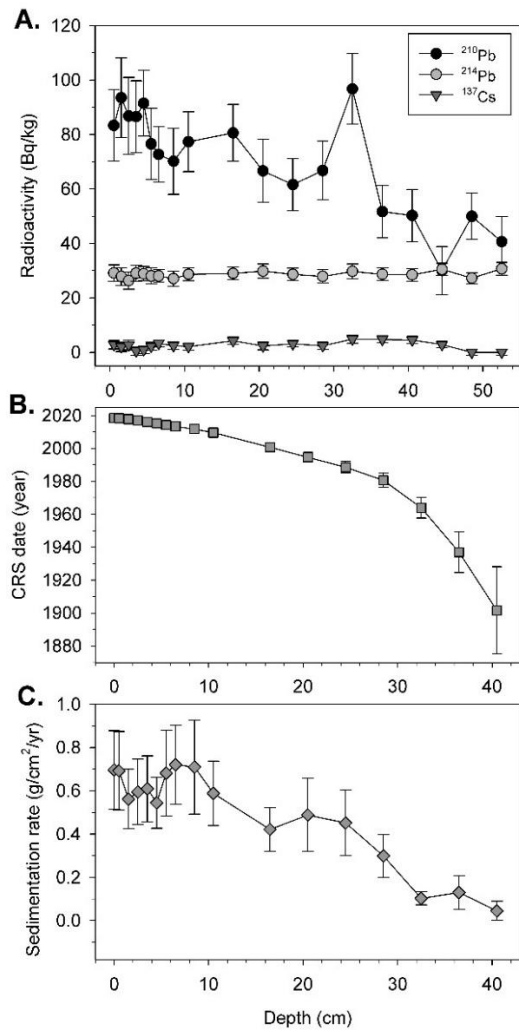 A.
Radioactivity (Bq/kg)
120
100
80
60
40
20
0
²¹⁰Pb
²¹⁴Pb
¹³⁷Cs
0 10 20 30 40 50
B.
CRS date (year)
2020
2000
1980
1960
1940
1920
1900
1880
0 10 20 30 40
C.
Sedimentation rate (g/cm²/yr)
1.0
0.8
0.6
0.4
0.2
0.0
0 10 20 30 40
Depth (cm)